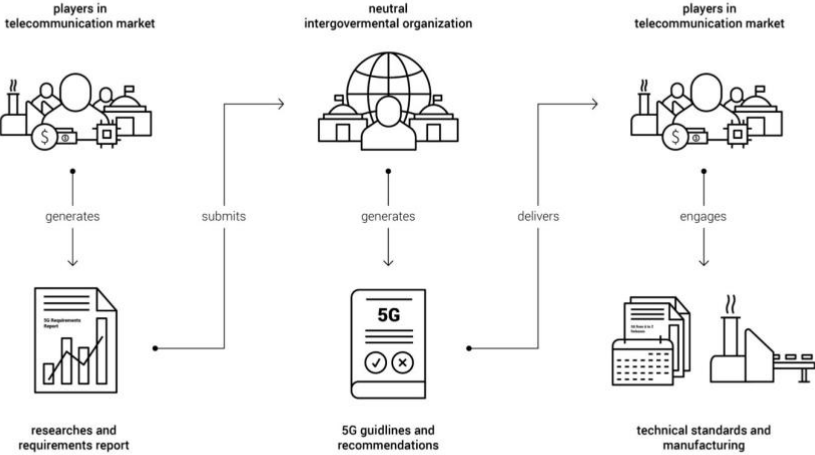 players in
telecommunication market
neutral
intergovermental organization
players in
telecommunication market
generates
submits
generates
delivers
engages
5G Requirements
Report
5G
researches and
requirements report
5G guidlines and
recommendations
technical standards and
manufacturing